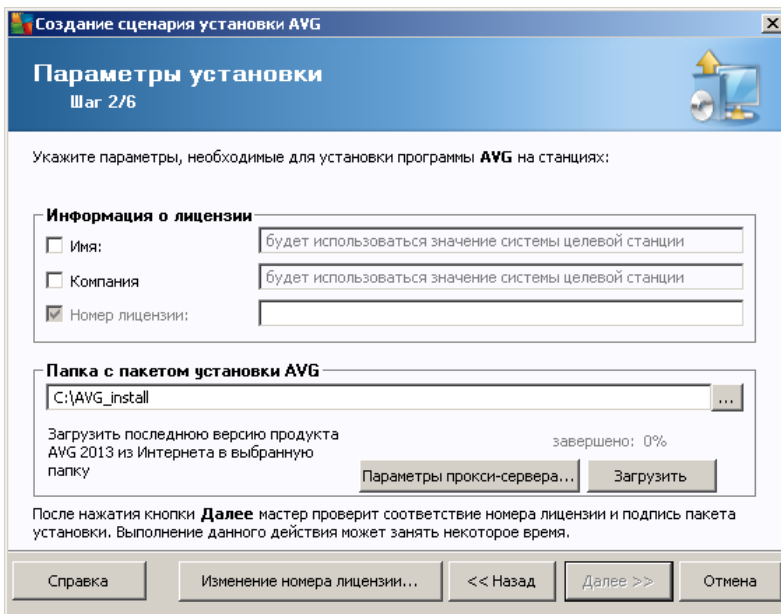 Создание сценария установки AVG
Параметры установки
Шаг 2/6
Укажите параметры, необходимые для установки программы AVG на станциях:
Информация о лицензии
Имя:
будет использоваться значение системы целевой станции
Компания
будет использоваться значение системы целевой станции
Номер лицензии:
Папка с пакетом установки AVG
C:\AVG_install
...
Загрузить последнюю версию продукта
AVG 2013 из Интернета в выбранную
папку
завершено: 0%
Параметры прокси-сервера...
Загрузить
После нажатия кнопки Далее мастер проверит соответствие номера лицензии и подпись пакета
установки. Выполнение данного действия может занять некоторое время.
Справка
Изменение номера лицензии...
<< Назад
Далее >>
Отмена